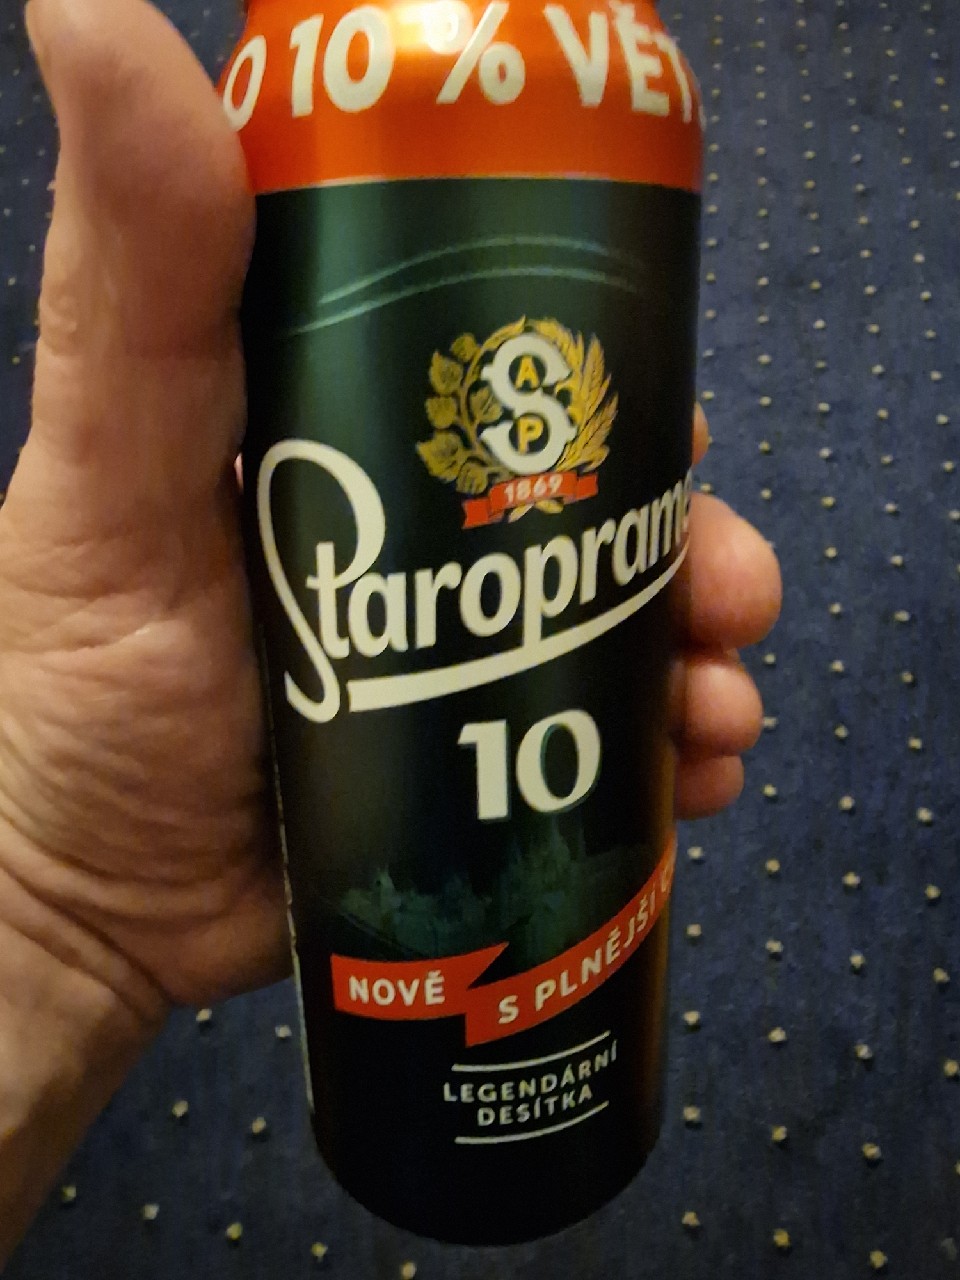 O 10 % VĚT
S
A
P
1869
Staropram
10
NOVĚ S PLNĚJŠÍ
LEGENDÁRNÍ
DESÍTKA